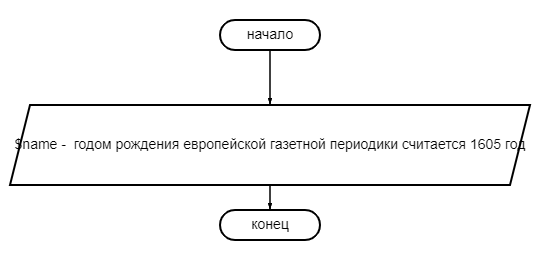 начало
$name -  годом рождения европейской газетной периодики считается 1605 год
конец